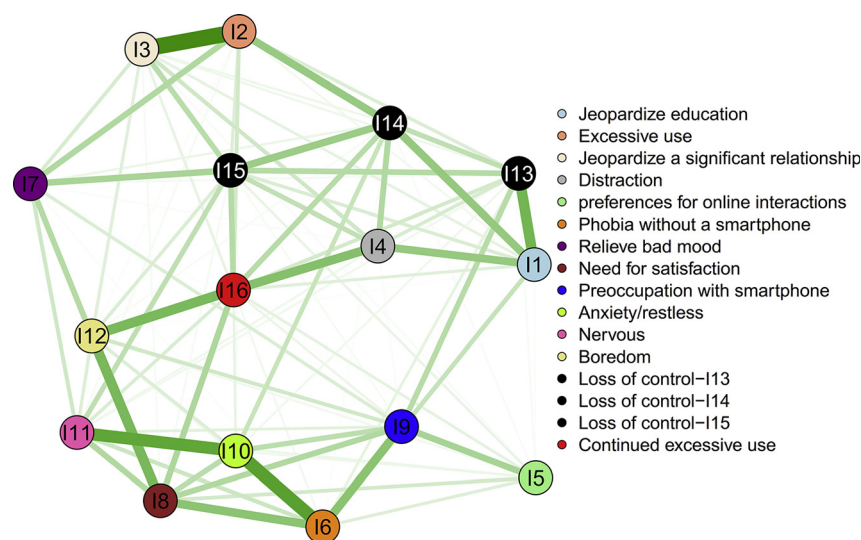 I2
I3
I14
I15
I13
I7
I4
I1
I16
I12
I11
I10
I9
I8
I6
I5
Jeopardize education
Excessive use
Jeopardize a significant relationship
Distraction
preferences for online interactions
Phobia without a smartphone
Relieve bad mood
Need for satisfaction
Preoccupation with smartphone
Anxiety/restless
Nervous
Boredom
Loss of control−I13
Loss of control−I14
Loss of control−I15
Continued excessive use